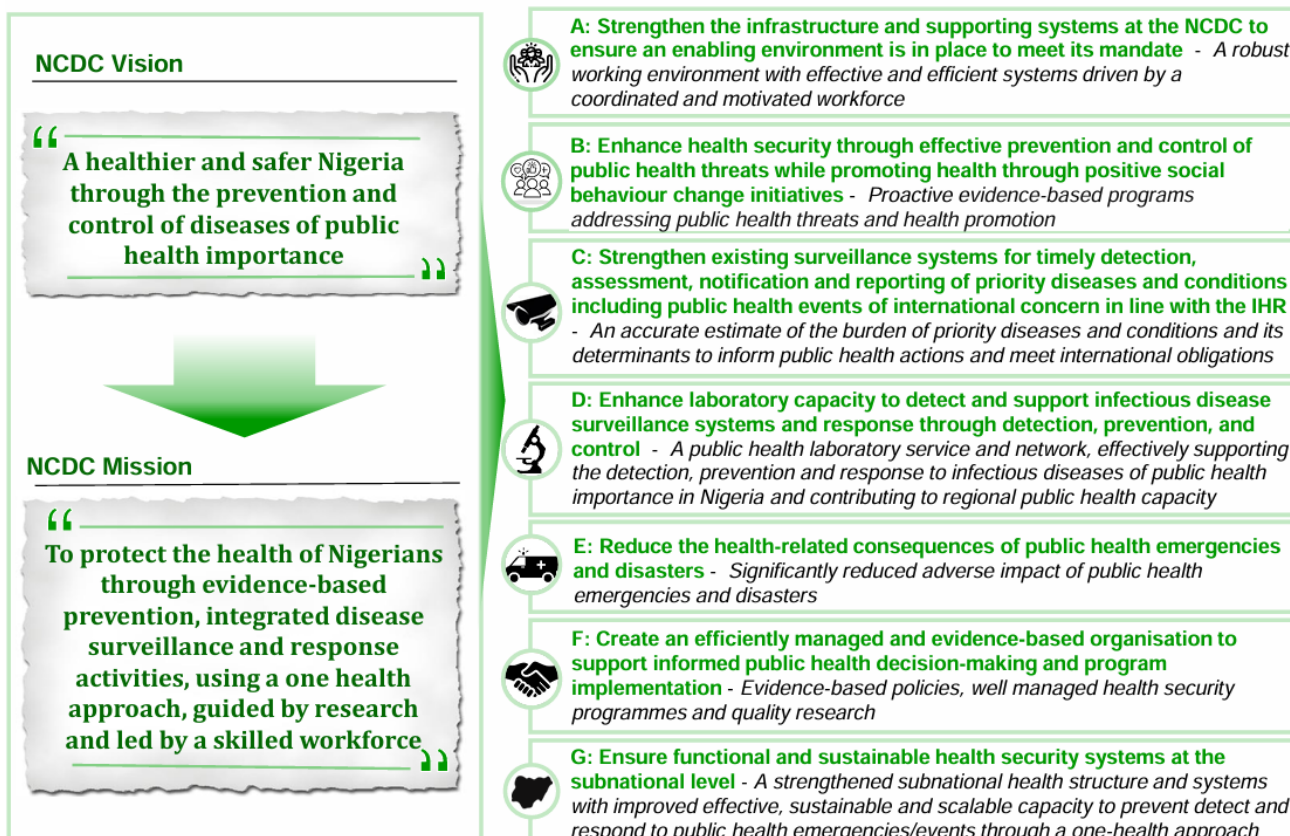 NCDC Vision
“
A healthier and safer Nigeria
through the prevention and
control of diseases of public
health importance
”
NCDC Mission
“
To protect the health of Nigerians
through evidence-based
prevention, integrated disease
surveillance and response
activities, using a one health
approach, guided by research
and led by a skilled workforce
”
A: Strengthen the infrastructure and supporting systems at the NCDC to
ensure an enabling environment is in place to meet its mandate - A robust
working environment with effective and efficient systems driven by a
coordinated and motivated workforce
B: Enhance health security through effective prevention and control of
public health threats while promoting health through positive social
behaviour change initiatives - Proactive evidence-based programs
addressing public health threats and health promotion
C: Strengthen existing surveillance systems for timely detection,
assessment, notification and reporting of priority diseases and conditions
including public health events of international concern in line with the IHR
- An accurate estimate of the burden of priority diseases and conditions and its
determinants to inform public health actions and meet international obligations
D: Enhance laboratory capacity to detect and support infectious disease
surveillance systems and response through detection, prevention, and
control - A public health laboratory service and network, effectively supporting
the detection, prevention and response to infectious diseases of public health
importance in Nigeria and contributing to regional public health capacity
E: Reduce the health-related consequences of public health emergencies
and disasters - Significantly reduced adverse impact of public health
emergencies and disasters
F: Create an efficiently managed and evidence-based organisation to
support informed public health decision-making and program
implementation - Evidence-based policies, well managed health security
programmes and quality research
G: Ensure functional and sustainable health security systems at the
subnational level - A strengthened subnational health structure and systems
with improved effective, sustainable and scalable capacity to prevent detect and
respond to public health emergencies/events through a one-health approach